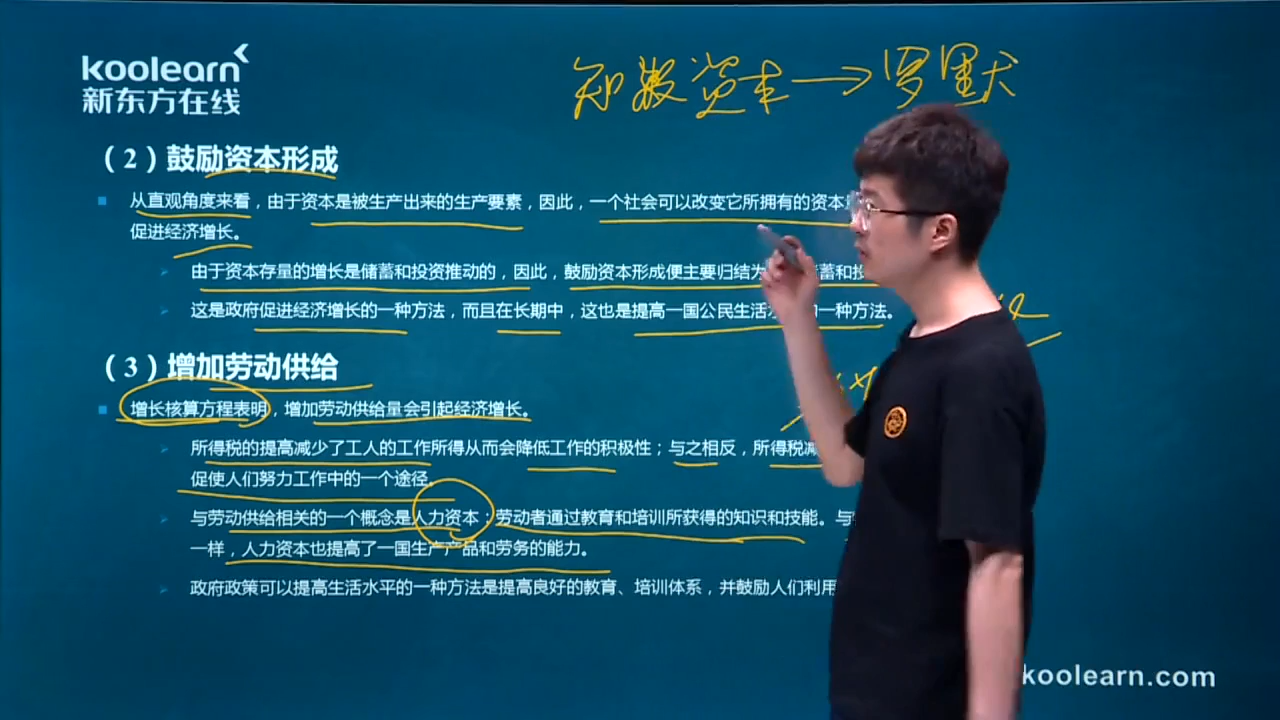 koolearn
新东方在线
知识资本→罗默
（2）鼓励资本形成
从直观角度来看，由于资本是被生产出来的生产要素，因此，一个社会可以改变它所拥有的资本
促进经济增长。
由于资本存量的增长是储蓄和投资推动的，因此，鼓励资本形成便主要归结为 蓄和投
这是政府促进经济增长的一种方法，而且在长期中，这也是提高一国公民生活水 一种方法。
（3）增加劳动供给
增长核算方程表明，增加劳动供给量会引起经济增长。
所得税的提高减少了工人的工作所得从而会降低工作的积极性；与之相反，所得税减
促使人们努力工作中的一个途径。
与劳动供给相关的一个概念是人力资本；劳动者通过教育和培训所获得的知识和技能。与
一样，人力资本也提高了一国生产产品和劳务的能力。
政府政策可以提高生活水平的一种方法是提高良好的教育、培训体系，并鼓励人们利用
koolearn.com